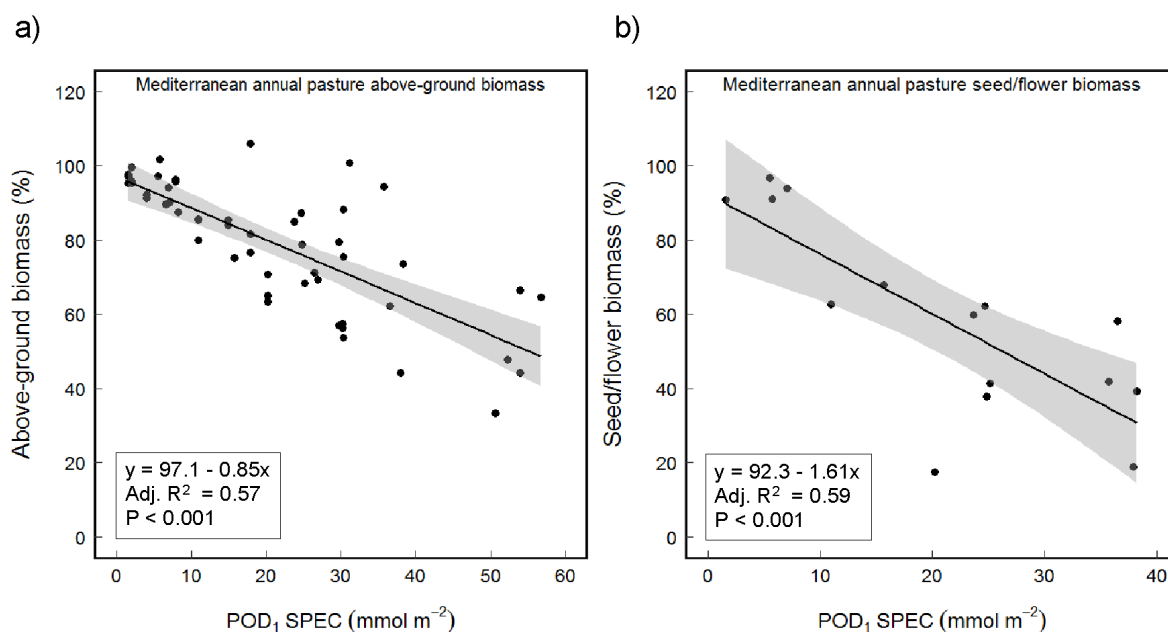 a)
Mediterranean annual pasture above-ground biomass
120
100
80
60
40
20
0
Above-ground biomass (%)
y = 97.1 - 0.85x
Adj. R² = 0.57
P < 0.001
0 10 20 30 40 50 60
POD₁ SPEC (mmol m⁻²)
b)
Mediterranean annual pasture seed/flower biomass
120
100
80
60
40
20
0
Seed/flower biomass (%)
y = 92.3 - 1.61x
Adj. R² = 0.59
P < 0.001
0 10 20 30 40
POD₁ SPEC (mmol m⁻²)